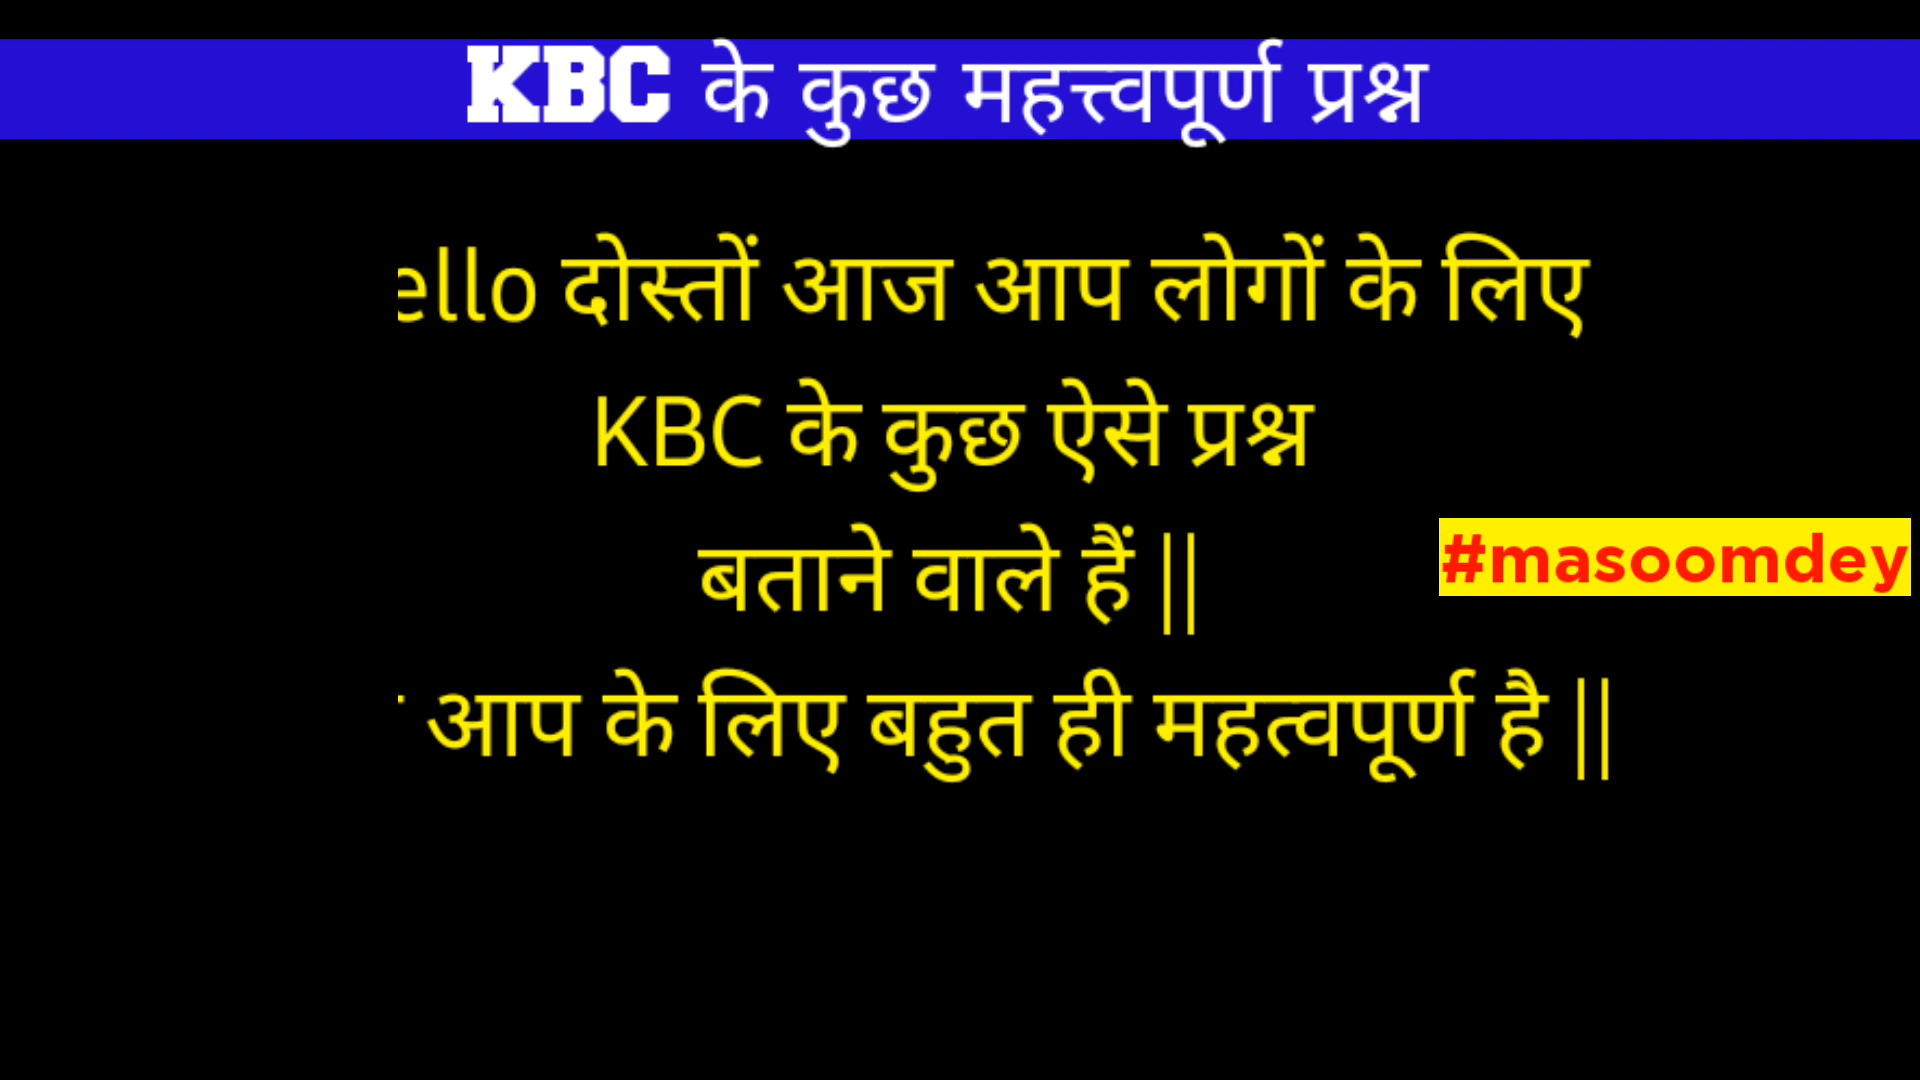 KBC के कुछ महत्त्वपूर्ण प्रश्न
ello दोस्तों आज आप लोगों के लिए
KBC के कुछ ऐसे प्रश्न
बताने वाले हैं ||
#masoomdey
आप के लिए बहुत ही महत्वपूर्ण है ||